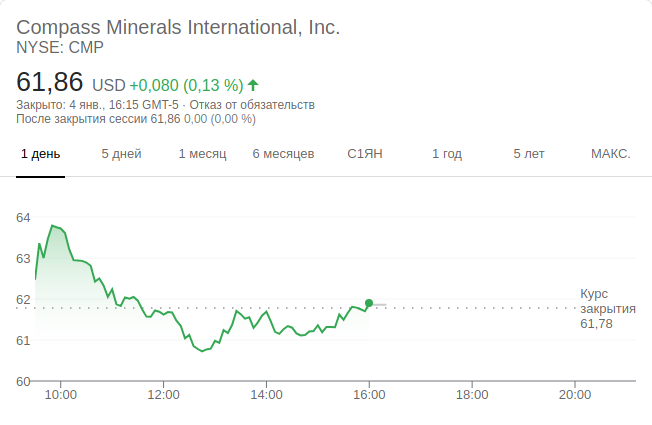 Compass Minerals International, Inc.
NYSE: CMP
61,86 USD +0,080 (0,13 %)
Закрыто: 4 янв., 16:15 GMT-5 · Отказ от обязательств
После закрытия сессии 61,86 0,00 (0,00 %)
1 день 5 дней 1 месяц 6 месяцев С1ЯН 1 год 5 лет МАКС.
64
63
62
61
60
Курс
закрытия
61,78
10:00 12:00 14:00 16:00 18:00 20:00